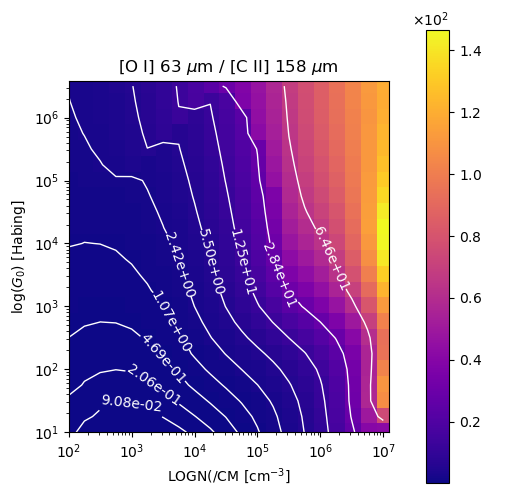 ×10²
[O I] 63 μm / [C II] 158 μm
1.4
1.2
1.0
0.8
0.6
0.4
0.2
log(G₀) [Habing]
10⁶
10⁵
10⁴
10³
10²
10¹
2.42e+00
5.50e+00
1.25e+01
2.84e+01
6.46e+01
1.07e+00
4.69e-01
2.06e-01
9.08e-02
10² 10³ 10⁴ 10⁵ 10⁶ 10⁷
LOGN(/CM [cm⁻³]